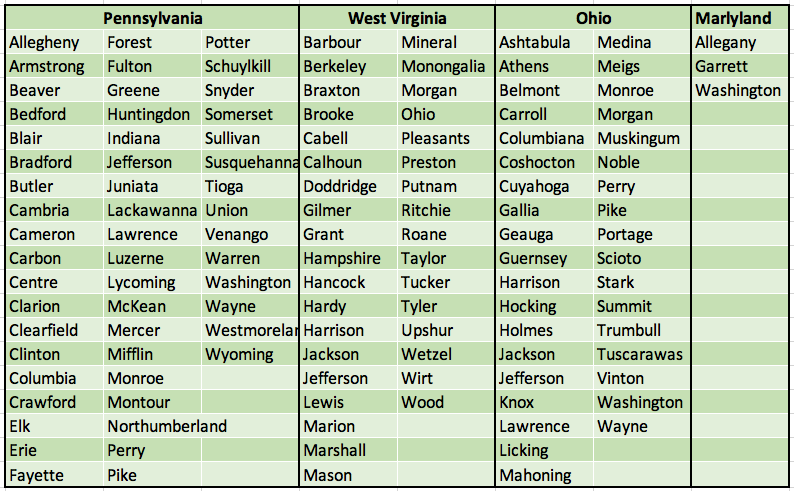 Pennsylvania West Virginia Ohio Marlyland
Allegheny Forest Potter Barbour Mineral Ashtabula Medina Allegany
Armstrong Fulton Schuylkill Berkeley Monongalia Athens Meigs Garrett
Beaver Greene Snyder Braxton Morgan Belmont Monroe Washington
Bedford Huntingdon Somerset Brooke Ohio Carroll Morgan
Blair Indiana Sullivan Cabell Pleasants Columbiana Muskingum
Bradford Jefferson Susquehanna Calhoun Preston Coshocton Noble
Butler Juniata Tioga Doddridge Putnam Cuyahoga Perry
Cambria Lackawanna Union Gilmer Ritchie Gallia Pike
Cameron Lawrence Venango Grant Roane Geauga Portage
Carbon Luzerne Warren Hampshire Taylor Guernsey Scioto
Centre Lycoming Washington Hancock Tucker Harrison Stark
Clarion McKean Wayne Hardy Tyler Hocking Summit
Clearfield Mercer Westmorelan Harrison Upshur Holmes Trumbull
Clinton Mifflin Wyoming Jackson Wetzel Jackson Tuscarawas
Columbia Monroe Jefferson Wirt Jefferson Vinton
Crawford Montour Lewis Wood Knox Washington
Elk Northumberland Marion Lawrence Wayne
Erie Perry Marshall Licking
Fayette Pike Mason Mahoning